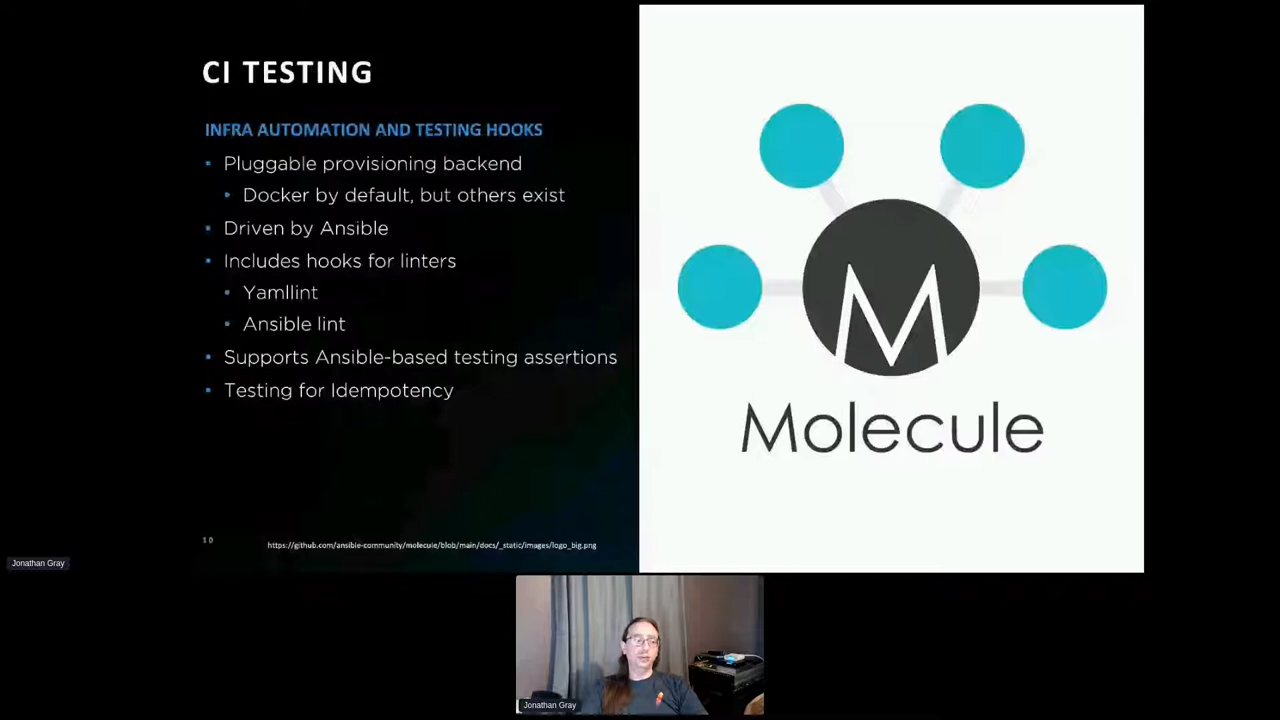 CI TESTING
INFRA AUTOMATION AND TESTING HOOKS
Pluggable provisioning backend
Docker by default, but others exist
Driven by Ansible
Includes hooks for linters
Yamllint
Ansible lint
Supports Ansible-based testing assertions
Testing for Idempotency
10
https://github.com/ansible-community/molecule/blob/main/docs/_static/images/logo_big.png
M
Molecule
Jonathan Gray
Jonathan Gray